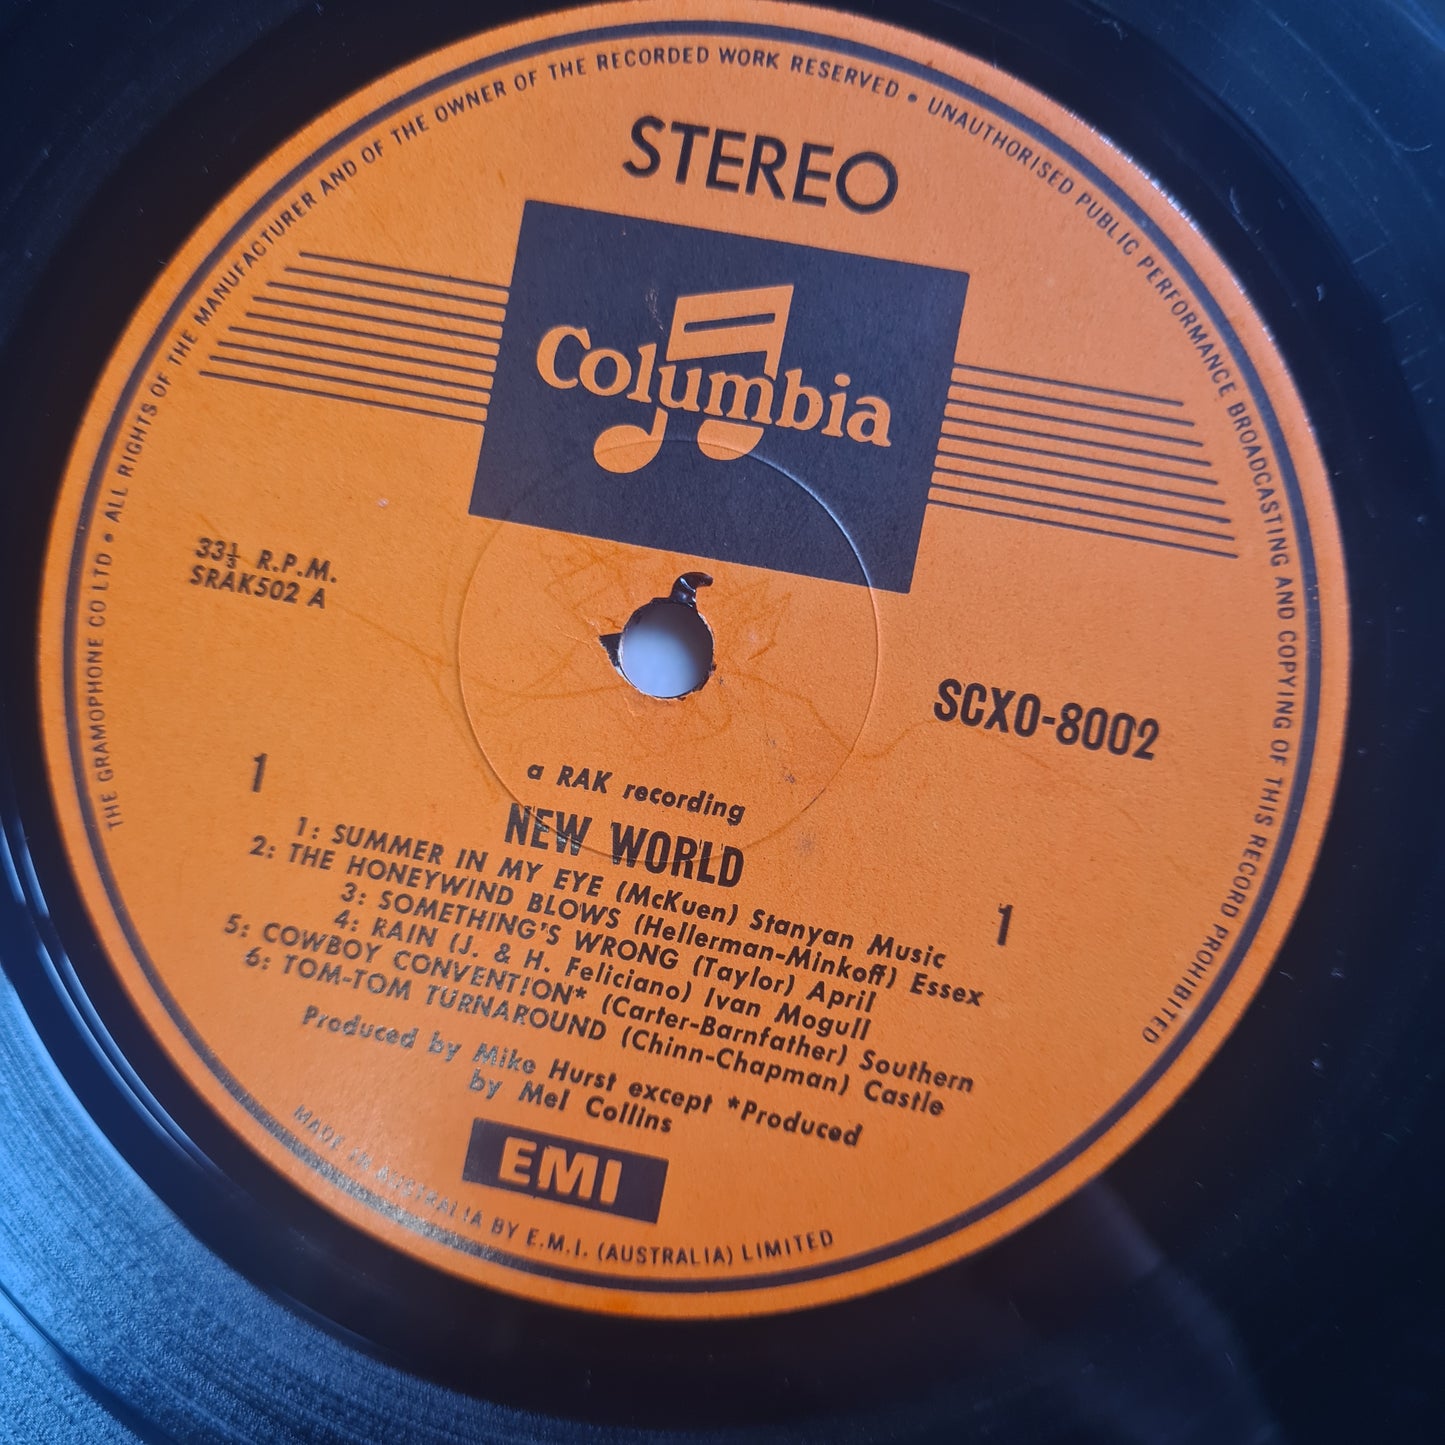 THE GRAMOPHONE CO LTD • ALL RIGHTS OF THE MANUFACTURER AND OF THE OWNER OF THE RECORDED WORK RESERVED • UNAUTHORISED PUBLIC PERFORMANCE BROADCASTING AND COPYING OF THIS RECORD PROHIBITED
STEREO
Columbia
33⅓ R.P.M.
SRAK502 A
SCXO-8002
a RAK recording
1
NEW WORLD
1
1: SUMMER IN MY EYE (McKuen) Stanyan Music
2: THE HONEYWIND BLOWS (Hellerman-Minkoff) Essex
3: SOMETHING'S WRONG (Taylor) April
4: RAIN (J. & H. Feliciano) Ivan Mogull
5: COWBOY CONVENTION* (Carter-Barnfather) Southern
6: TOM-TOM TURNAROUND (Chinn-Chapman) Castle
Produced by Mike Hurst except *Produced
by Mel Collins
EMI
MADE IN AUSTRALIA BY E.M.I. (AUSTRALIA) LIMITED